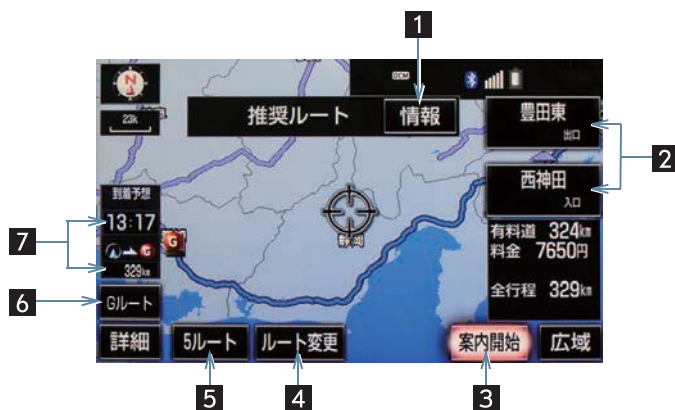 1
DCM
23k
推奨ルート
情報
豊田東
出口
2
西神田
入口
到着予想
13:17
7
G
G
329km
静岡
有料道 324km
料金 7650円
全行程 329km
6
Gルート
詳細
5ルート
ルート変更
案内開始
広域
5
4
3